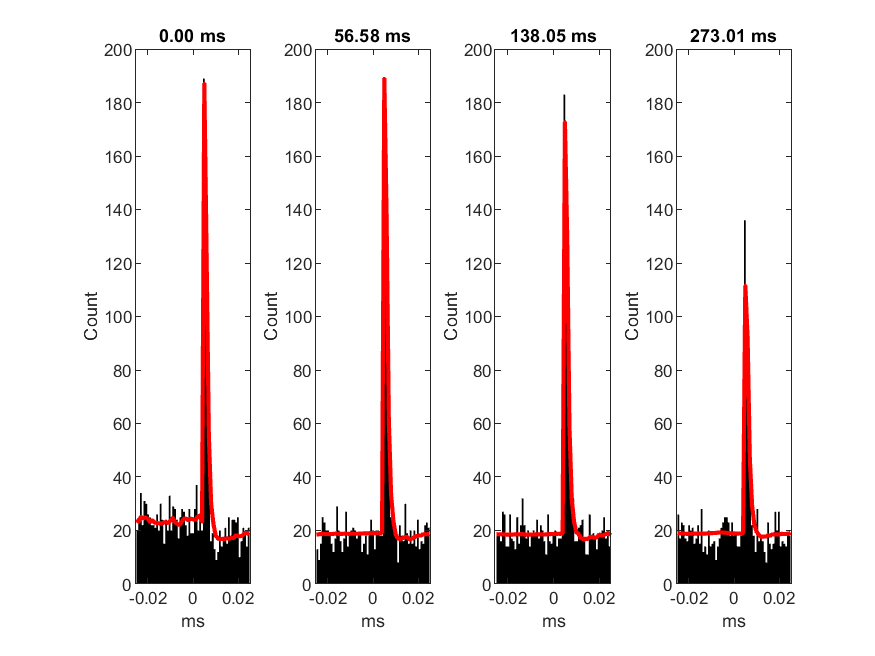 0.00 ms 56.58 ms 138.05 ms 273.01 ms
200 200 200 200
180 180 180 180
160 160 160 160
140 140 140 140
120 120 120 120
100 100 100 100
80 80 80 80
60 60 60 60
40 40 40 40
20 20 20 20
0 0 0 0
Count Count Count Count
-0.02 0 0.02 -0.02 0 0.02 -0.02 0 0.02 -0.02 0 0.02
ms ms ms ms